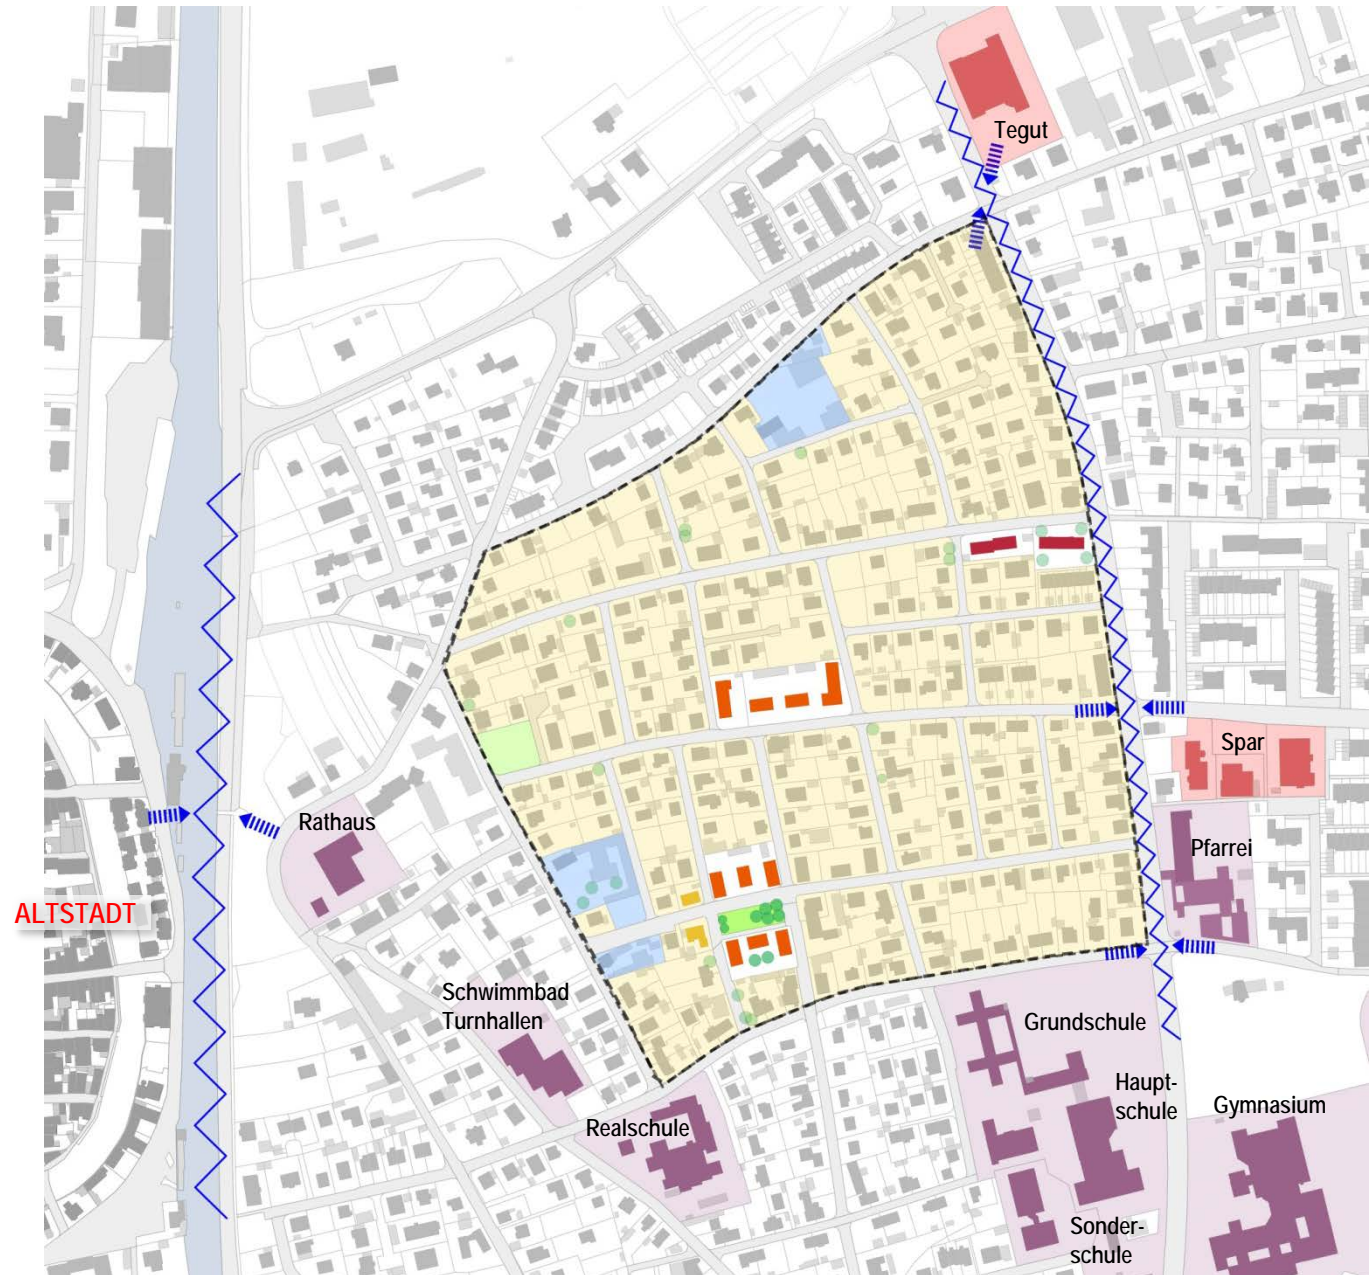 Tegut
Spar
Rathaus
Pfarrei
ALTSTADT
Schwimmbad
Turnhallen
Grundschule
Haupt-
schule
Gymnasium
Realschule
Sonder-
schule